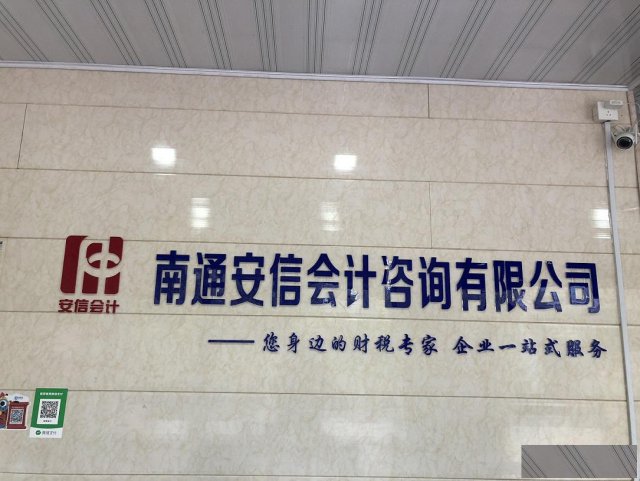 南通安信会计咨询有限公司
安信会计
——您身边的财税专家 企业一站式服务